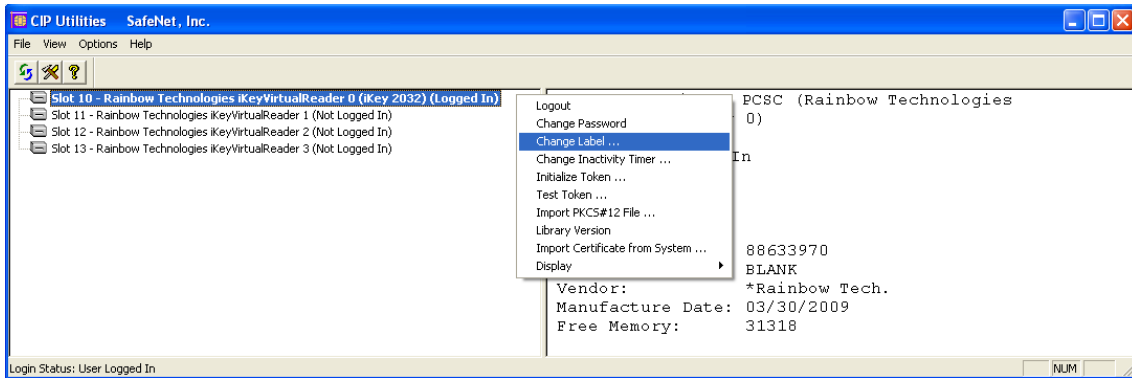 CIP Utilities SafeNet, Inc.
File View Options Help
Slot 10 - Rainbow Technologies iKeyVirtualReader 0 (iKey 2032) (Logged In)
Slot 11 - Rainbow Technologies iKeyVirtualReader 1 (Not Logged In)
Slot 12 - Rainbow Technologies iKeyVirtualReader 2 (Not Logged In)
Slot 13 - Rainbow Technologies iKeyVirtualReader 3 (Not Logged In)
Logout
Change Password
Change Label ...
Change Inactivity Timer ...
Initialize Token ...
Test Token ...
Import PKCS#12 File ...
Library Version
Import Certificate from System ...
Display
PCSC (Rainbow Technologies
0)
In
88633970
BLANK
Vendor: *Rainbow Tech.
Manufacture Date: 03/30/2009
Free Memory: 31318
Login Status: User Logged In
NUM